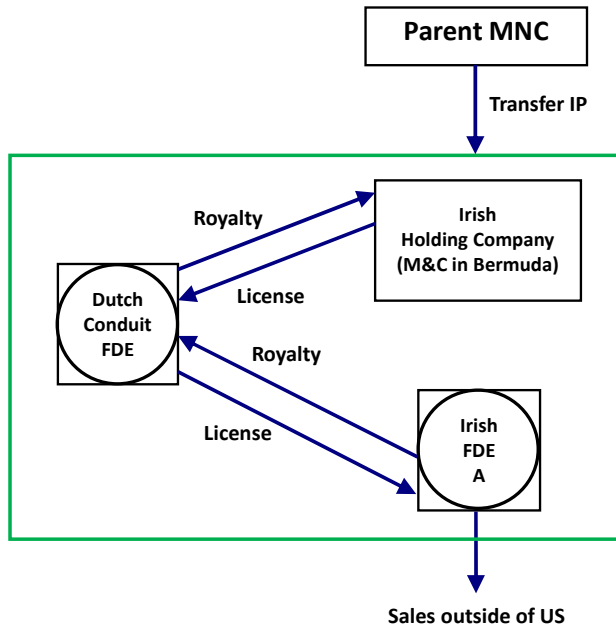 Parent MNC
Transfer IP
Royalty
Irish
Holding Company
(M&C in Bermuda)
License
Dutch
Conduit
FDE
Royalty
License
Irish
FDE
A
Sales outside of US